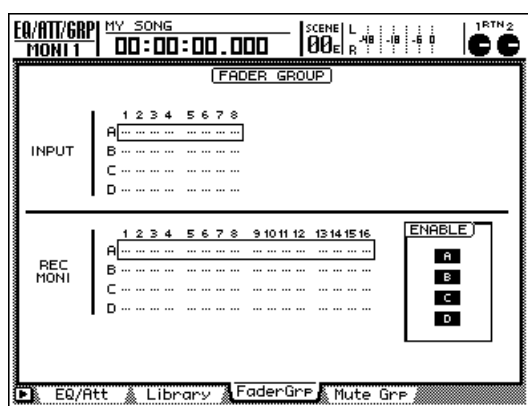 EQ/ATT/GRP MY SONG SCENE L -48 -18 -6 0 1 RTN 2
MONI 1 00:00:00.000 00E R
FADER GROUP
1 2 3 4 5 6 7 8
A
INPUT B
C
D
1 2 3 4 5 6 7 8 9 10 11 12 13 14 15 16 ENABLE
A A
REC MONI B B
C C
D D
EQ/Att Library FaderGrp Mute Grp